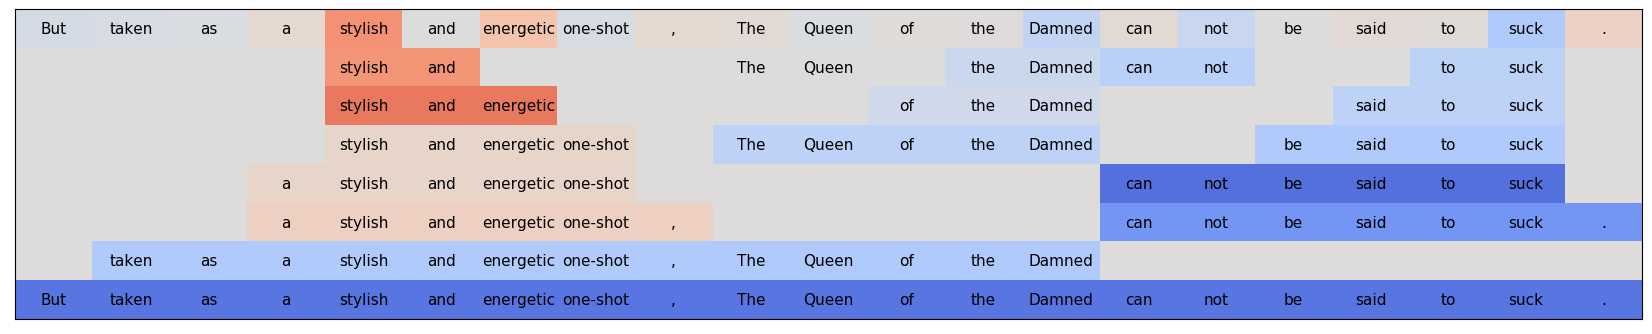 But taken as a stylish and energetic one-shot , The Queen of the Damned can not be said to suck .
stylish and The Queen the Damned can not to suck
stylish and energetic of the Damned said to suck
stylish and energetic one-shot The Queen of the Damned be said to suck
a stylish and energetic one-shot can not be said to suck
a stylish and energetic one-shot , can not be said to suck .
taken as a stylish and energetic one-shot , The Queen of the Damned
But taken as a stylish and energetic one-shot , The Queen of the Damned can not be said to suck .